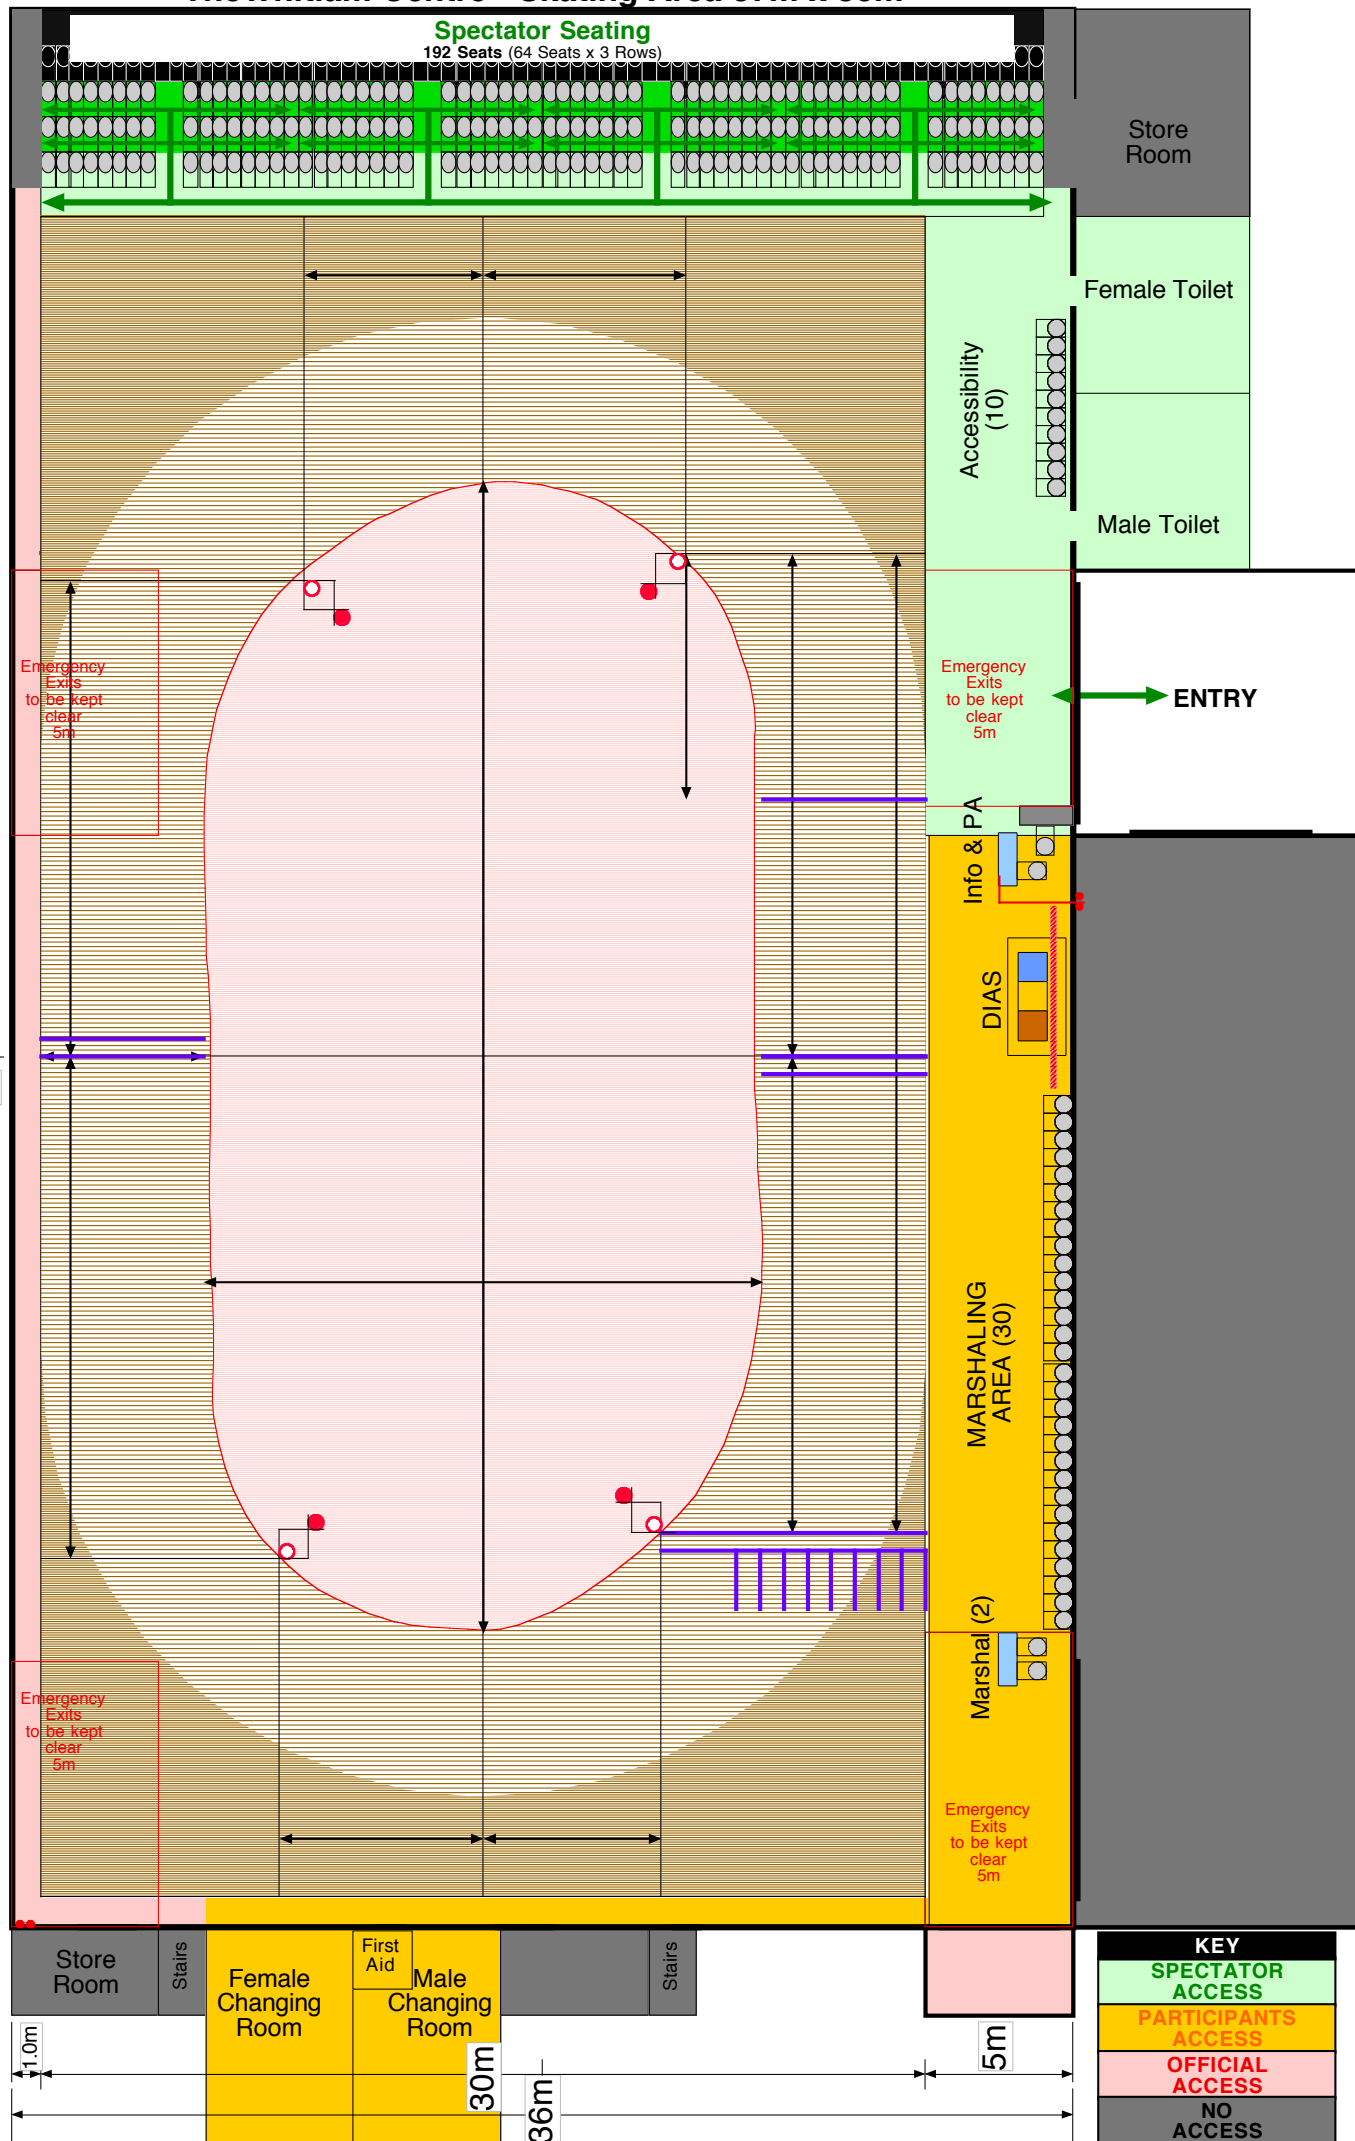 Spectator Seating
192 Seats (64 Seats x 3 Rows)
Store
Room
Female Toilet
Accessibility
(10)
Male Toilet
Emergency
Exits
to be kept
clear
5m
Emergency
Exits
to be kept
clear
5m
ENTRY
Info & PA
DIAS
MARSHALING
AREA (30)
Marshal (2)
Emergency
Exits
to be kept
clear
5m
Emergency
Exits
to be kept
clear
5m
Store
Room
Stairs
Female
Changing
Room
First
Aid
Male
Changing
Room
Stairs
KEY
SPECTATOR
ACCESS
PARTICIPANTS
ACCESS
OFFICIAL
ACCESS
NO
ACCESS
1.0m
30m
5m
36m